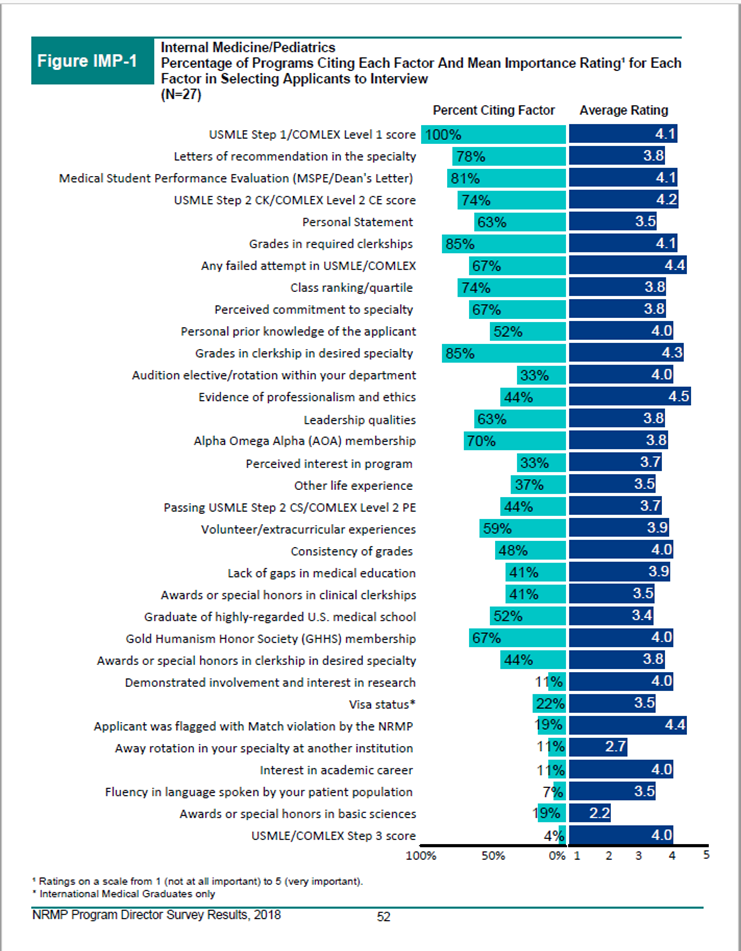 Figure IMP-1
Internal Medicine/Pediatrics
Percentage of Programs Citing Each Factor And Mean Importance Rating¹ for Each
Factor in Selecting Applicants to Interview
(N=27)
Percent Citing Factor Average Rating
USMLE Step 1/COMLEX Level 1 score 100% 4.1
Letters of recommendation in the specialty 78% 3.8
Medical Student Performance Evaluation (MSPE/Dean's Letter) 81% 4.1
USMLE Step 2 CK/COMLEX Level 2 CE score 74% 4.2
Personal Statement 63% 3.5
Grades in required clerkships 85% 4.1
Any failed attempt in USMLE/COMLEX 67% 4.4
Class ranking/quartile 74% 3.8
Perceived commitment to specialty 67% 3.8
Personal prior knowledge of the applicant 52% 4.0
Grades in clerkship in desired specialty 85% 4.3
Audition elective/rotation within your department 33% 4.0
Evidence of professionalism and ethics 44% 4.5
Leadership qualities 63% 3.8
Alpha Omega Alpha (AOA) membership 70% 3.8
Perceived interest in program 33% 3.7
Other life experience 37% 3.5
Passing USMLE Step 2 CS/COMLEX Level 2 PE 44% 3.7
Volunteer/extracurricular experiences 59% 3.9
Consistency of grades 48% 4.0
Lack of gaps in medical education 41% 3.9
Awards or special honors in clinical clerkships 41% 3.5
Graduate of highly-regarded U.S. medical school 52% 3.4
Gold Humanism Honor Society (GHHS) membership 67% 4.0
Awards or special honors in clerkship in desired specialty 44% 3.8
Demonstrated involvement and interest in research 11% 4.0
Visa status* 22% 3.5
Applicant was flagged with Match violation by the NRMP 19% 4.4
Away rotation in your specialty at another institution 11% 2.7
Interest in academic career 11% 4.0
Fluency in language spoken by your patient population 7% 3.5
Awards or special honors in basic sciences 19% 2.2
USMLE/COMLEX Step 3 score 4% 4.0
100% 50% 0% 1 2 3 4 5
¹ Ratings on a scale from 1 (not at all important) to 5 (very important).
* International Medical Graduates only
NRMP Program Director Survey Results, 2018 52